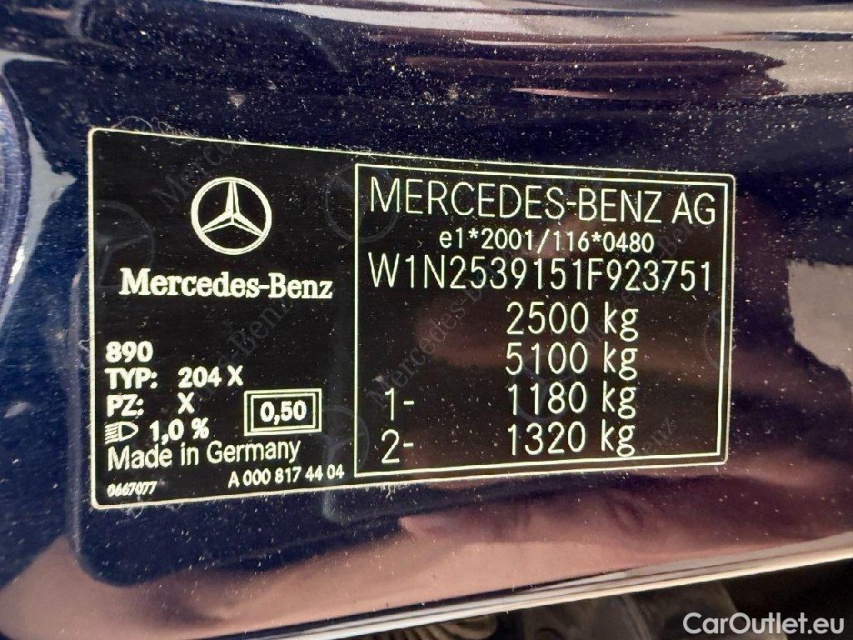 Mercedes-Benz
890
TYP: 204 X
PZ: X
0,50
1,0 %
Made in Germany
0667077
A 000 817 44 04
MERCEDES-BENZ AG
e1*2001/116*0480
W1N2539151F923751
2500 kg
5100 kg
1- 1180 kg
2- 1320 kg
CarOutlet.eu